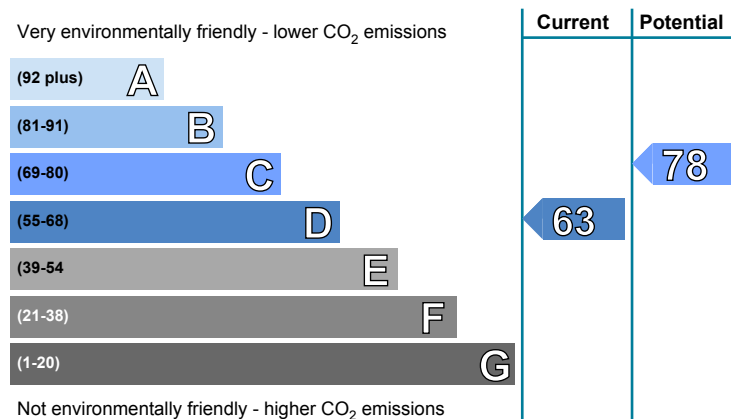 Very environmentally friendly - lower CO2 emissions
Current
Potential
(92 plus) A
(81-91) B
(69-80) C
(55-68) D
(39-54 E
(21-38) F
(1-20) G
78
63
Not environmentally friendly - higher CO2 emissions